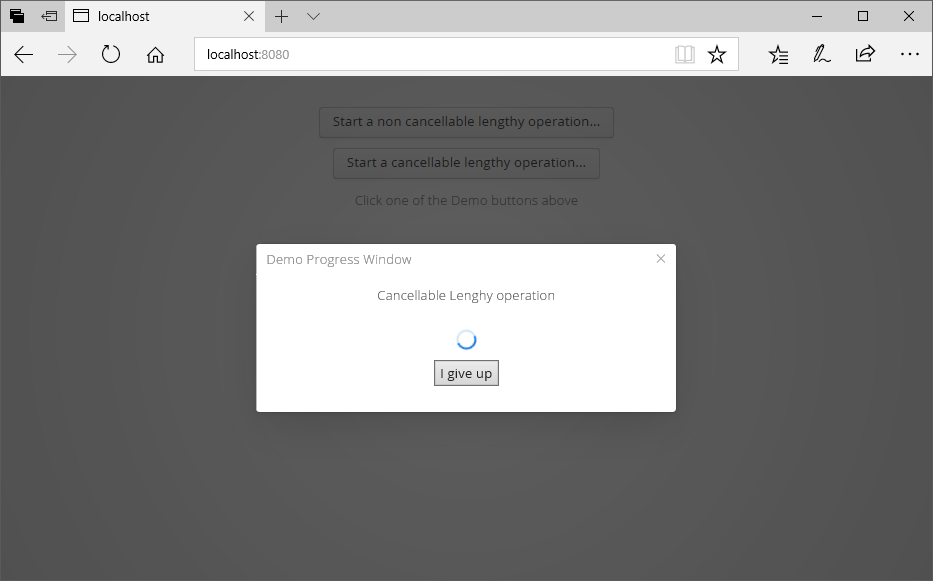 localhost
localhost:8080
Start a non cancellable lengthy operation...
Start a cancellable lengthy operation...
Click one of the Demo buttons above
Demo Progress Window
Cancellable Lenghy operation
I give up